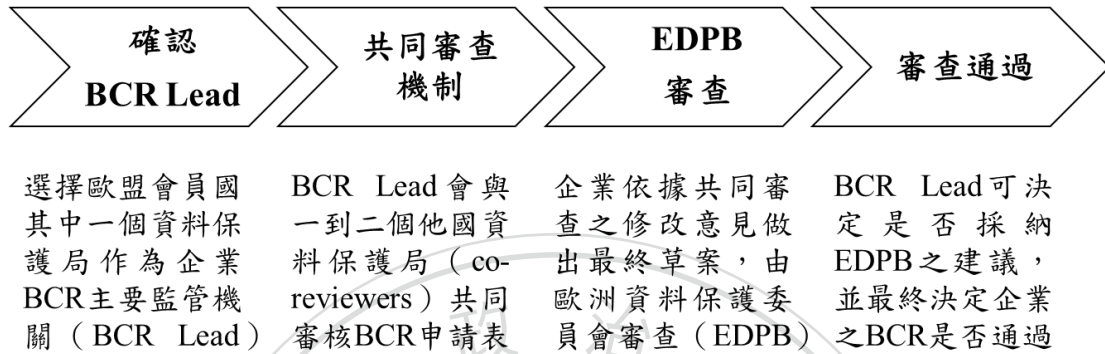 確認
BCR Lead
共同審查
機制
EDPB
審查
審查通過
選擇歐盟會員國
其中一個資料保
護局作為企業
BCR主要監管機
關（BCR Lead）
BCR Lead會與
一到二個他國資
料保護局（co-
reviewers）共同
審核BCR申請表
企業依據共同審
查之修改意見做
出最終草案，由
歐洲資料保護委
員會審查（EDPB）
BCR Lead可決
定是否採納
EDPB之建議，
並最終決定企業
之BCR是否通過